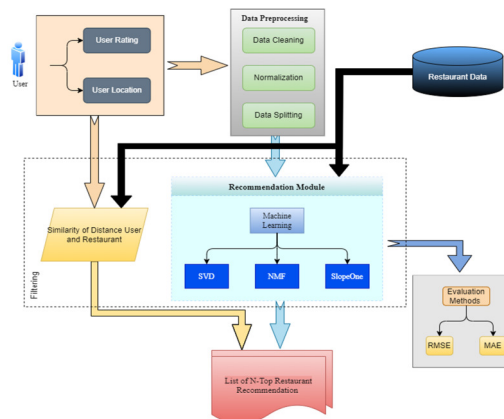 Data Preprocessing
User Rating
Data Cleaning
User
User Location
Normalization
Restaurant Data
Data Splitting
Recommendation Module
Machine
Learning
Similarity of Distance User
and Restaurant
SVD
NMF
SlopeOne
Filtering
Evaluation
Methods
RMSE
MAE
List of N-Top Restaurant
Recommendation